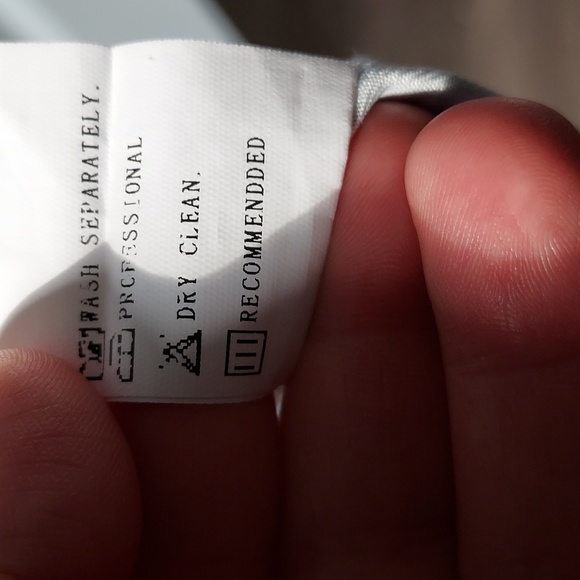 WASH SEPARATELY.
PROFESSIONAL
DRY CLEAN.
RECOMMENDDED